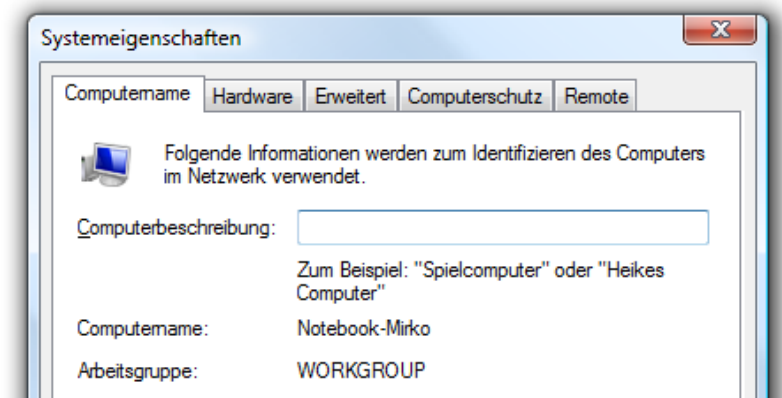 Systemeigenschaften
Computername Hardware Erweitert Computerschutz Remote
Folgende Informationen werden zum Identifizieren des Computers
im Netzwerk verwendet.
Computerbeschreibung:
Zum Beispiel: "Spielcomputer" oder "Heikes
Computer"
Computername: Notebook-Mirko
Arbeitsgruppe: WORKGROUP